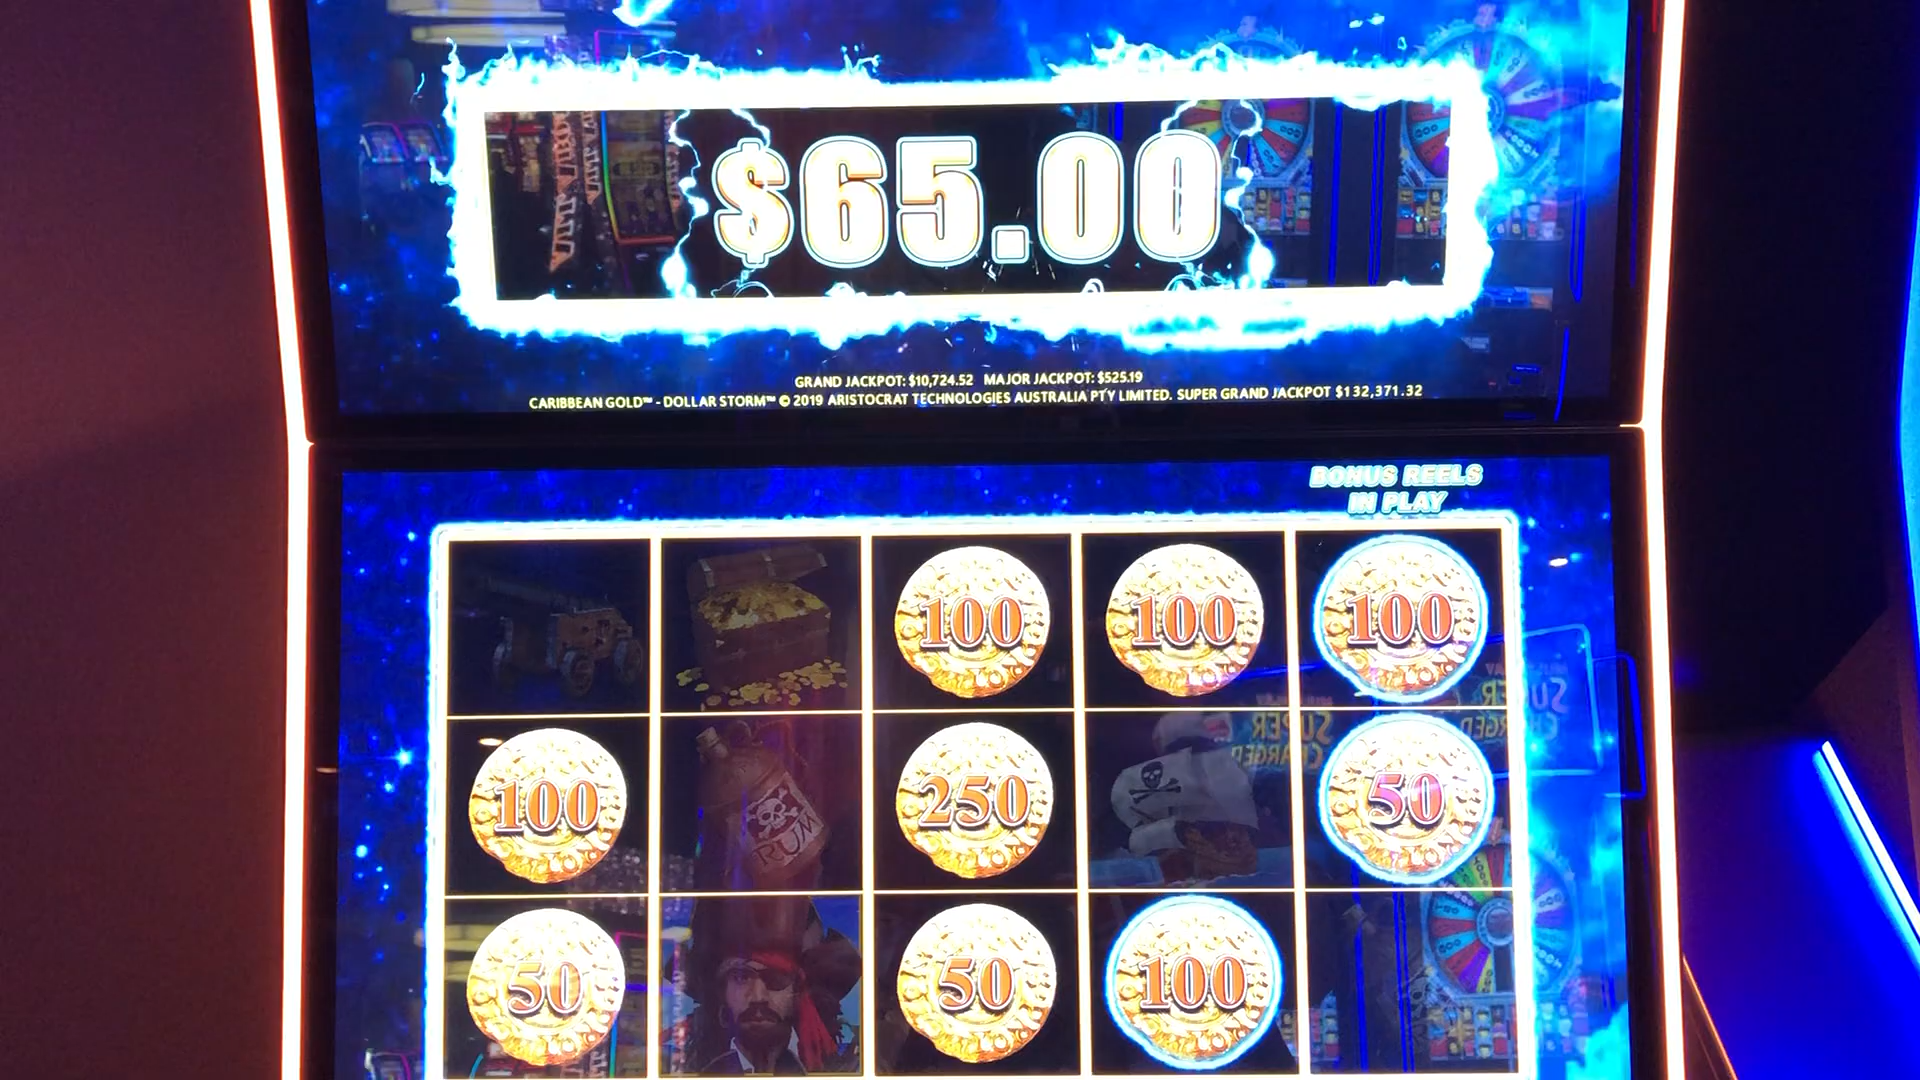 $65.00
GRAND JACKPOT: $10,724.52 MAJOR JACKPOT: $525.19
CARIBBEAN GOLD™ - DOLLAR STORM™ © 2019 ARISTOCRAT TECHNOLOGIES AUSTRALIA PTY LIMITED. SUPER GRAND JACKPOT $132,371.32
BONUS REELS
IN PLAY
100 100 100
100 RUM 250 50
50 50 100
SUPER
CHARGED